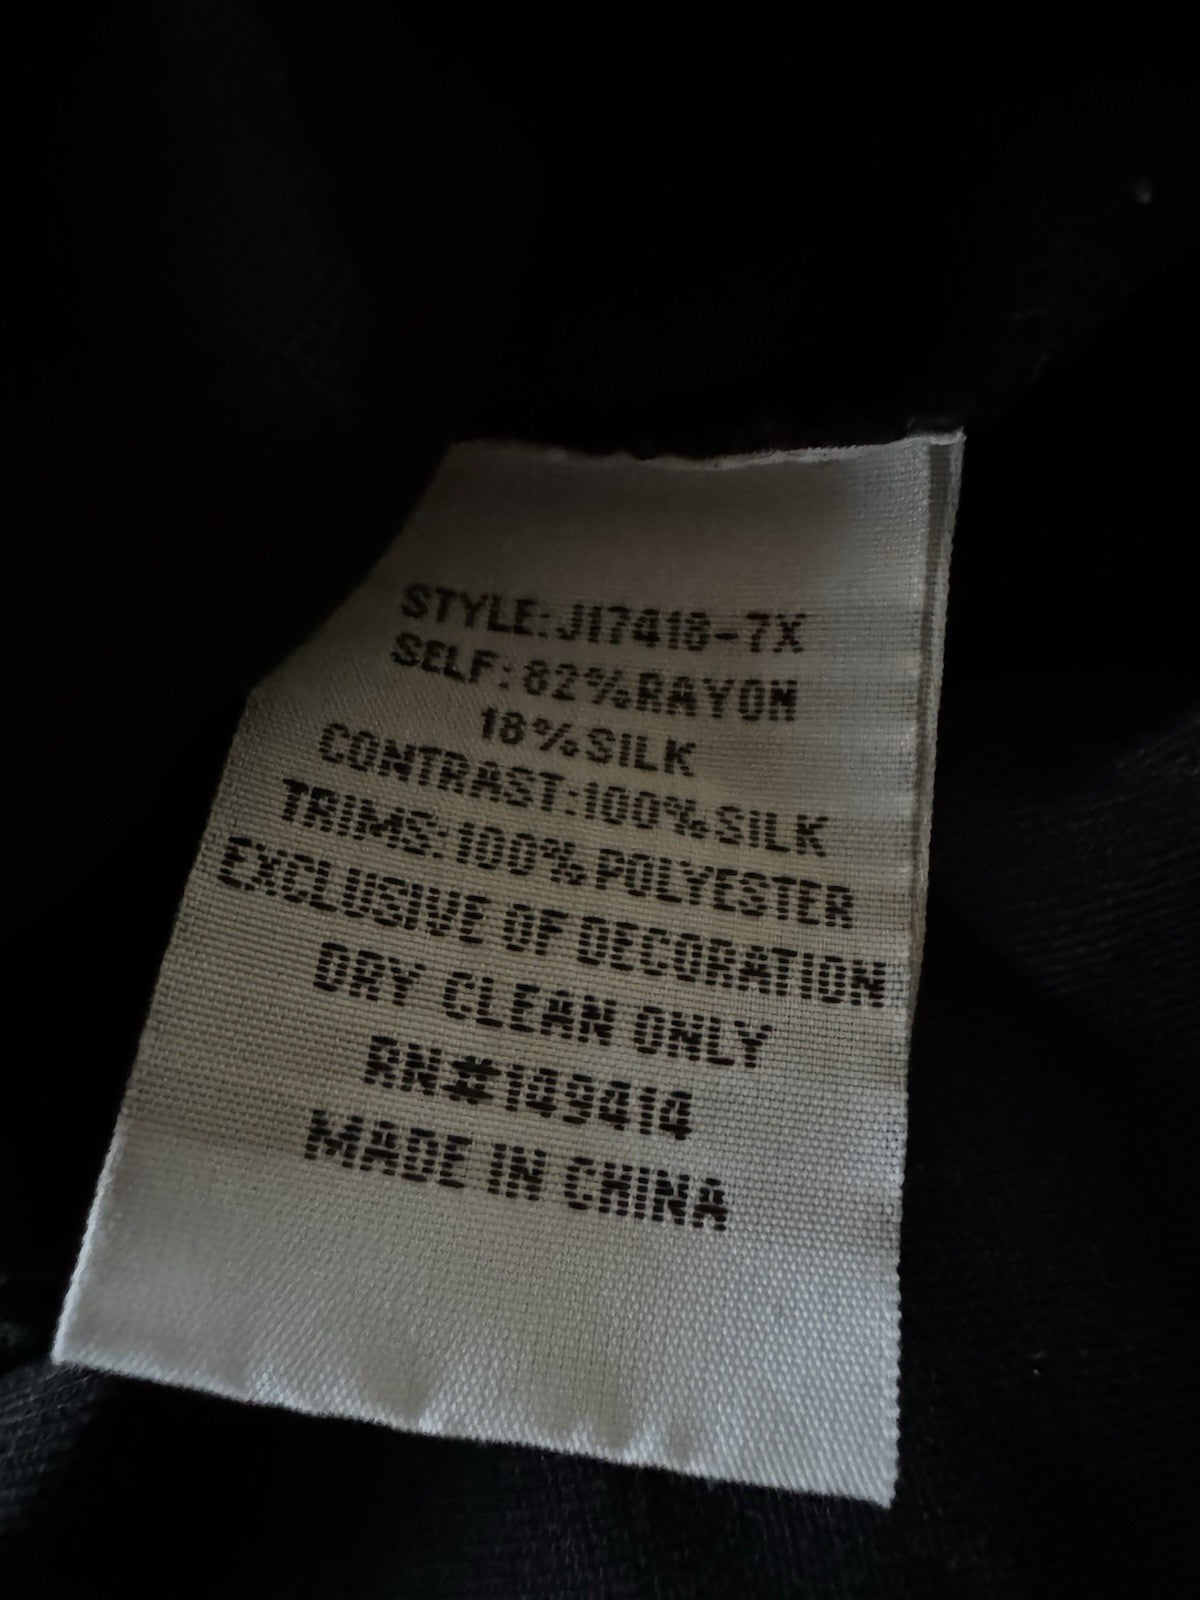 STYLE:J17418-7X
SELF:82%RAYON
18%SILK
CONTRAST:100%SILK
TRIMS:100%POLYESTER
EXCLUSIVE OF DECORATION
DRY CLEAN ONLY
RN#149414
MADE IN CHINA